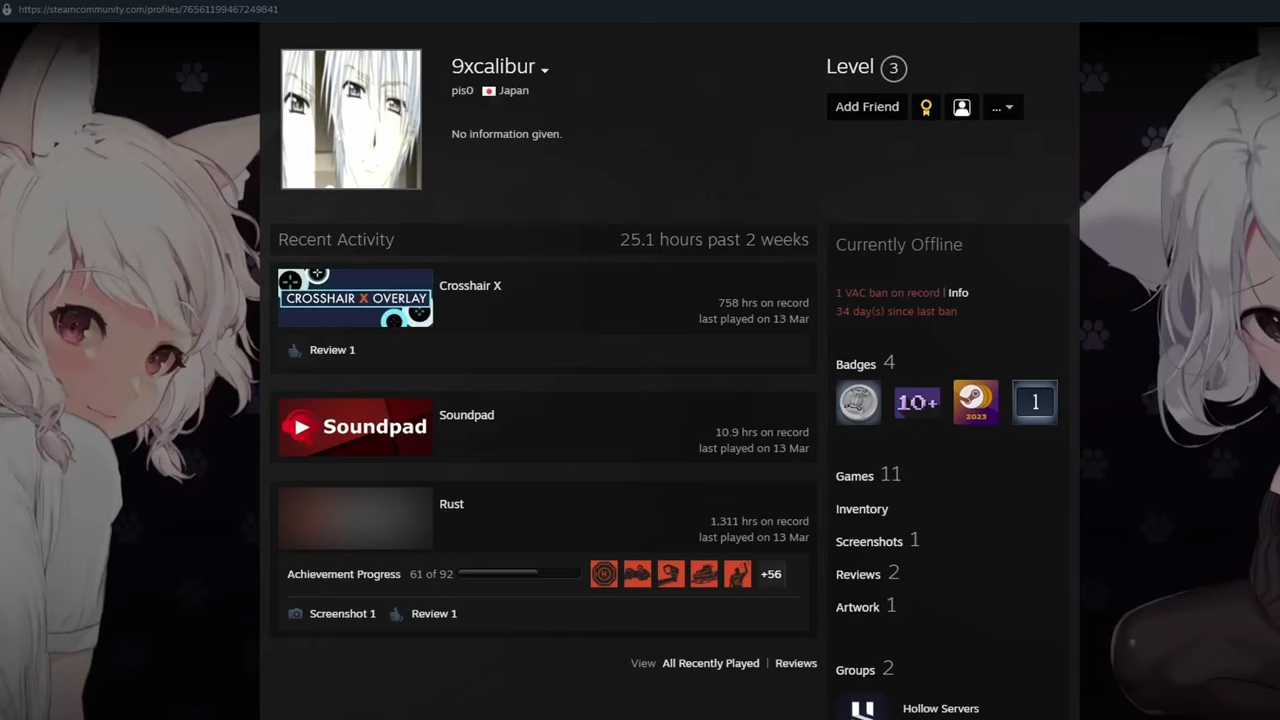 https://steamcommunity.com/profiles/76561199467249841
9xcalibur
pis0 Japan
No information given.
Level 3
Add Friend
...
Recent Activity
25.1 hours past 2 weeks
CROSSHAIR X OVERLAY
Crosshair X
758 hrs on record
last played on 13 Mar
Review 1
Soundpad
Soundpad
10.9 hrs on record
last played on 13 Mar
Rust
1,311 hrs on record
last played on 13 Mar
Achievement Progress 61 of 92
+56
Screenshot 1 Review 1
View All Recently Played | Reviews
Currently Offline
1 VAC ban on record | Info
34 day(s) since last ban
Badges 4
10+
2023
1
Games 11
Inventory
Screenshots 1
Reviews 2
Artwork 1
Groups 2
Hollow Servers